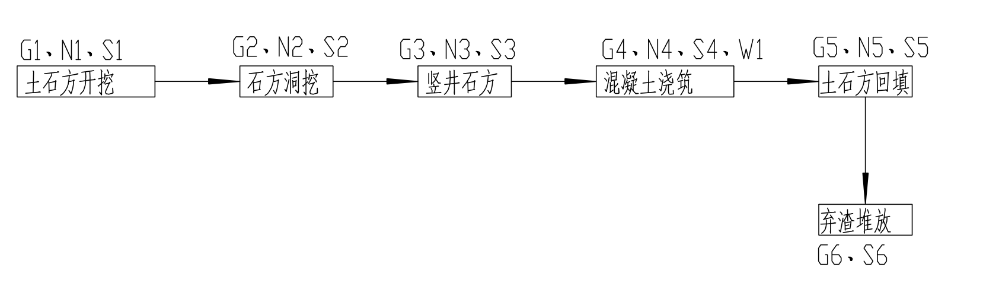 G1、N1、S1
土石方开挖
G2、N2、S2
石方洞挖
G3、N3、S3
竖井石方
G4、N4、S4、W1
混凝土浇筑
G5、N5、S5
土石方回填
弃渣堆放
G6、S6